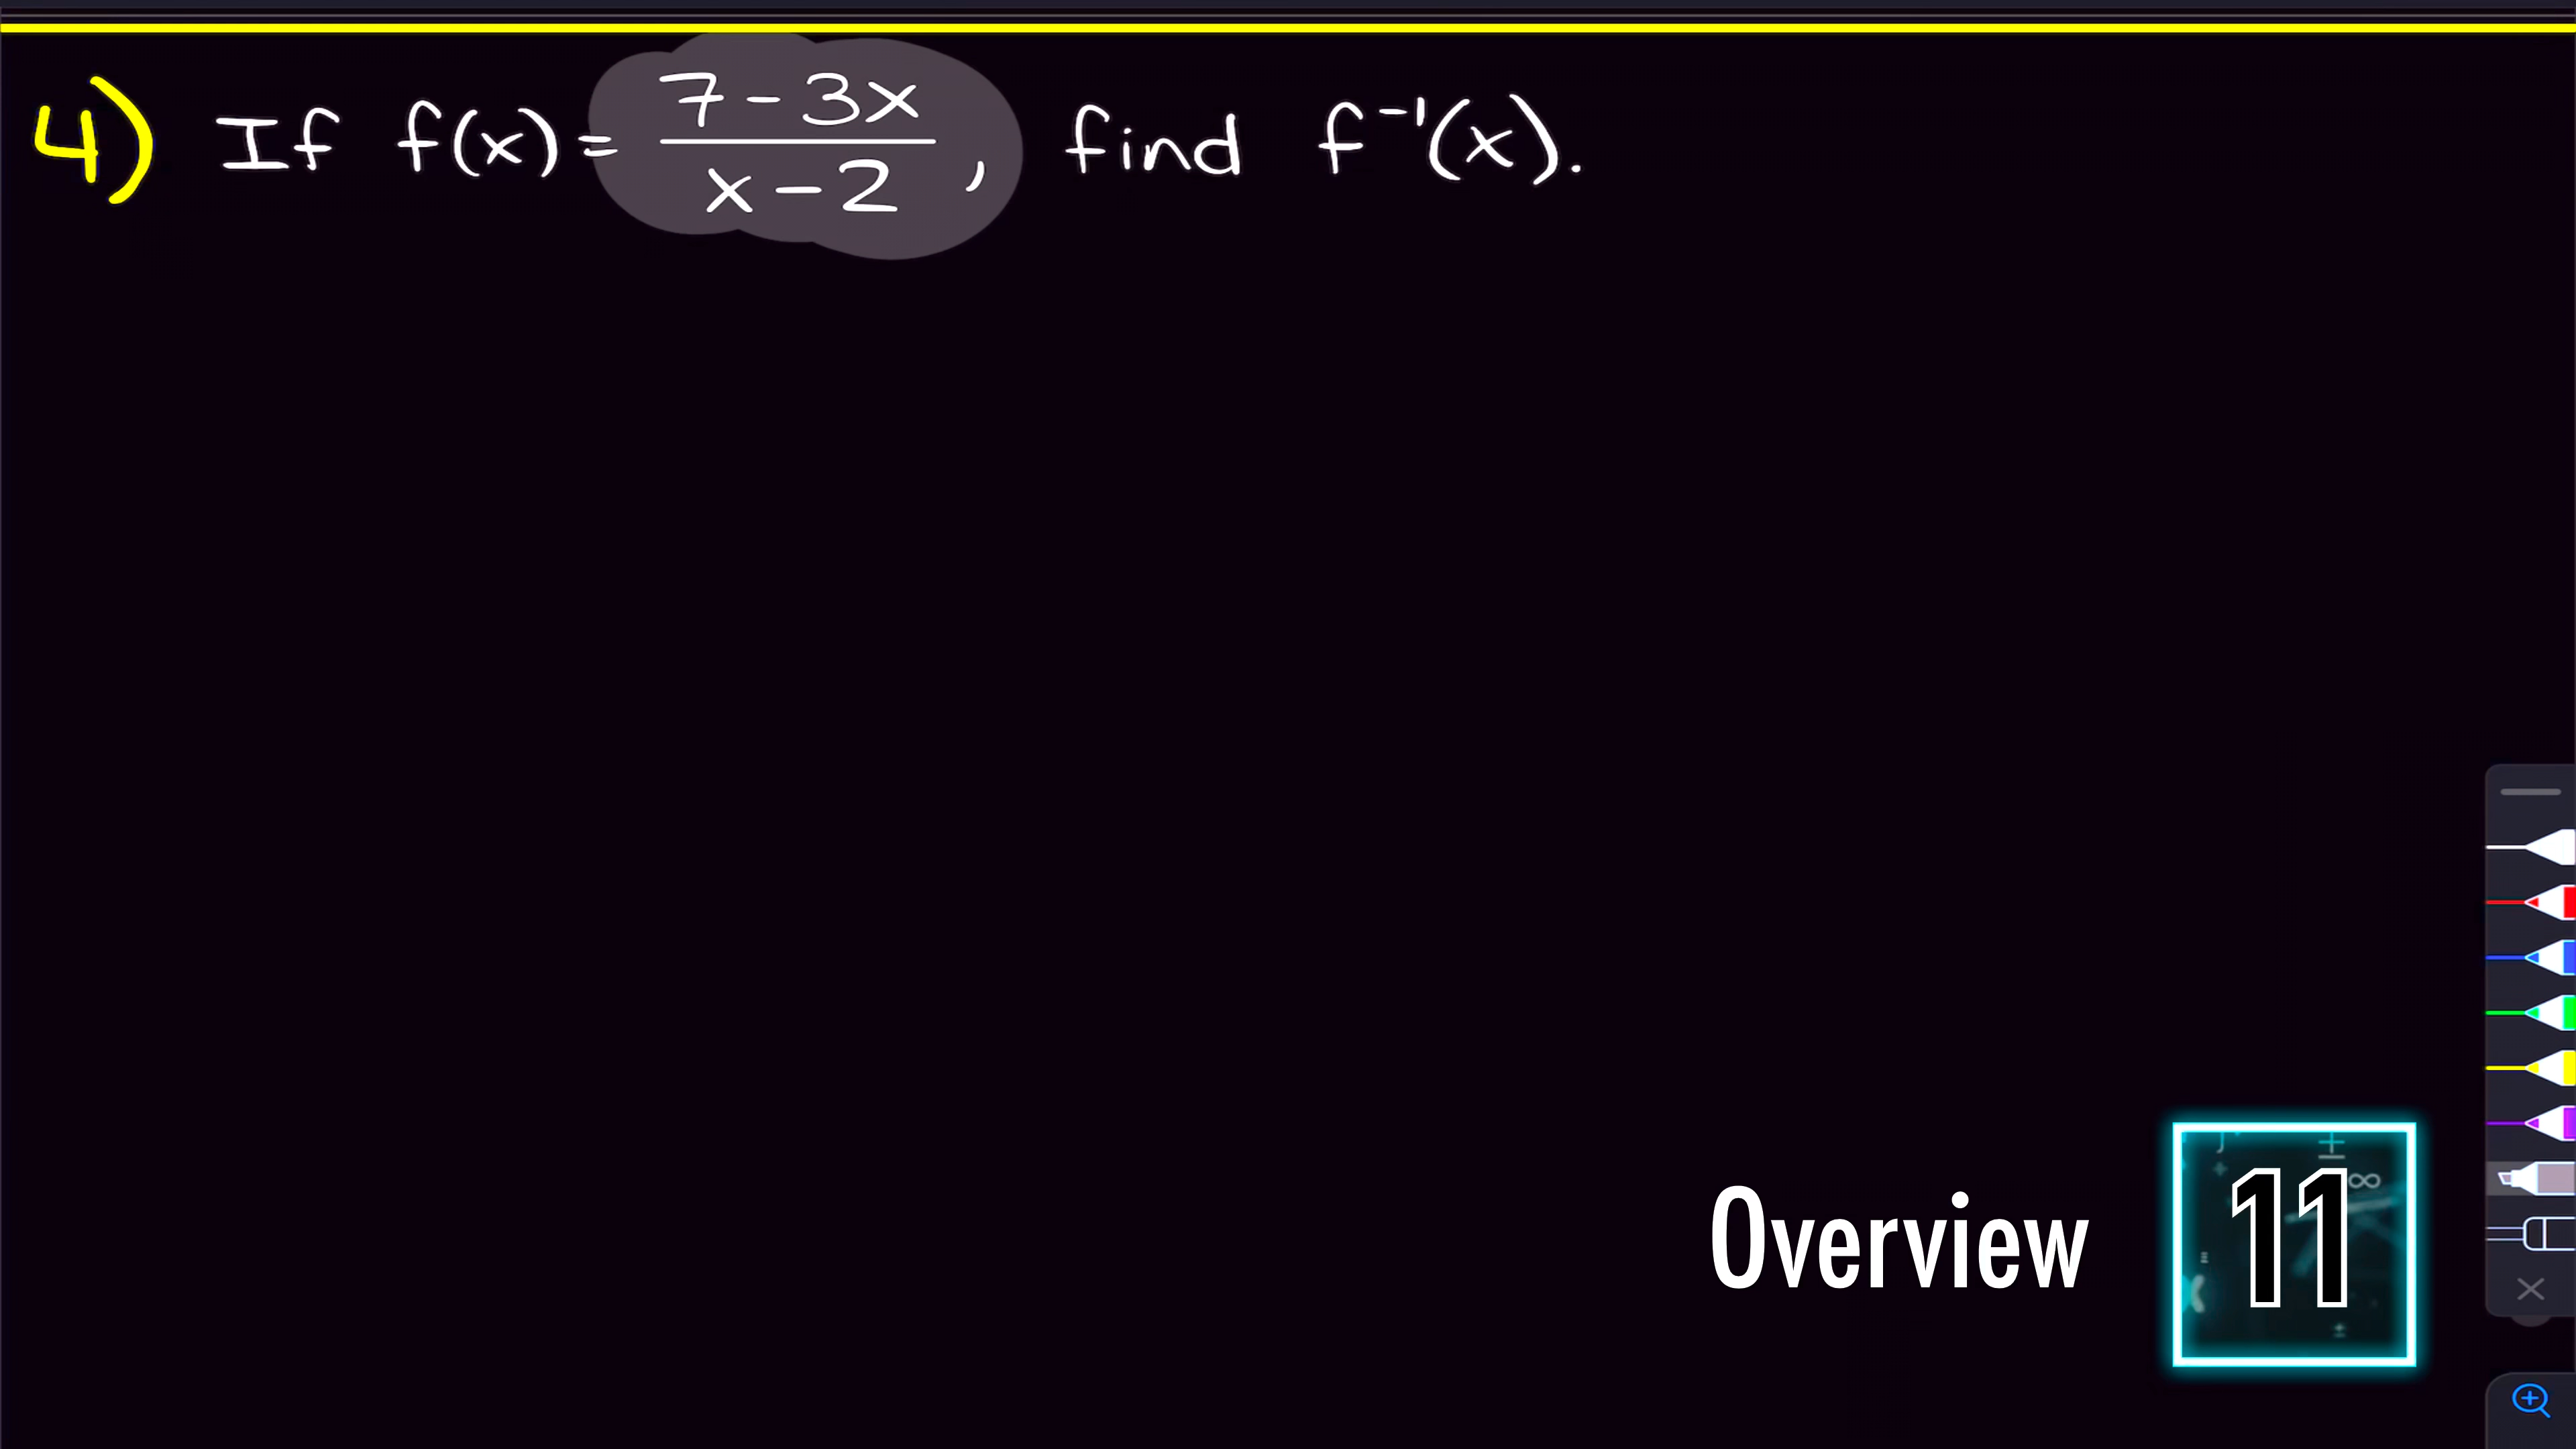 4) If f(x) = (7 - 3x)/(x - 2), find f⁻¹(x).
Overview 11